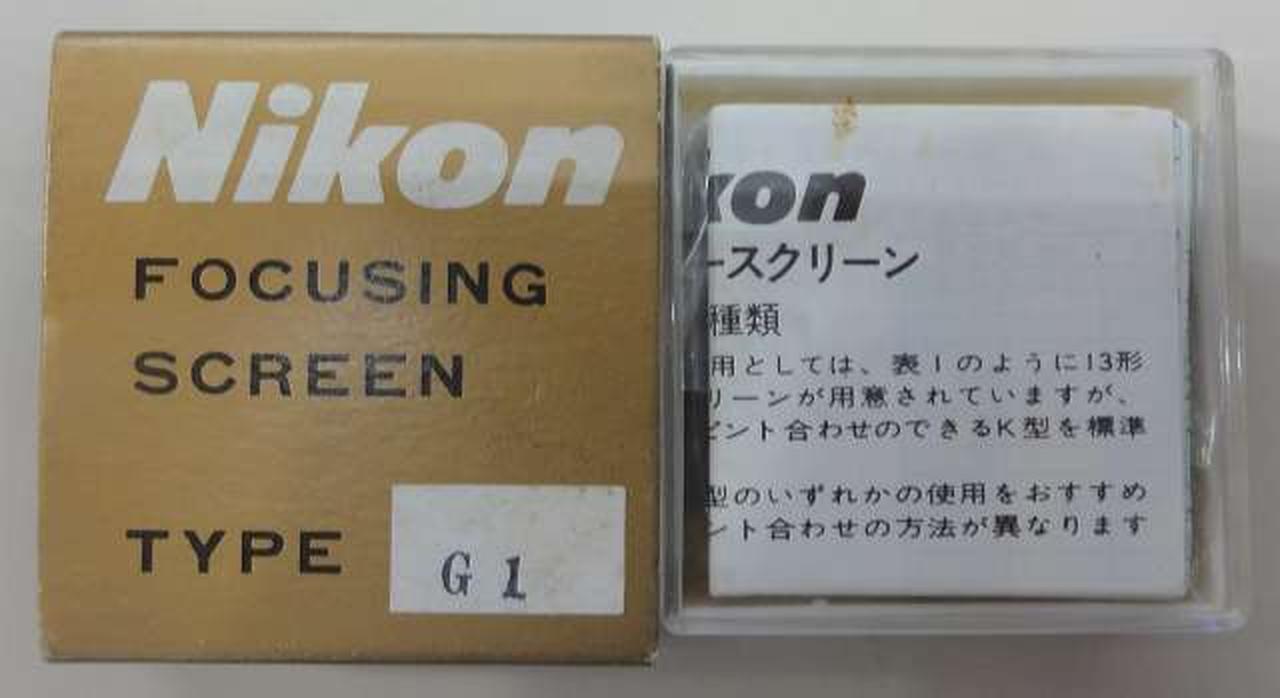 Nikon
FOCUSING
SCREEN
TYPE G1
kon
ースクリーン
種類
用としては、表1のように13形
リーンが用意されていますが、
ピント合わせのできるK型を標準
型のいずれかの使用をおすすめ
ント合わせの方法が異なります